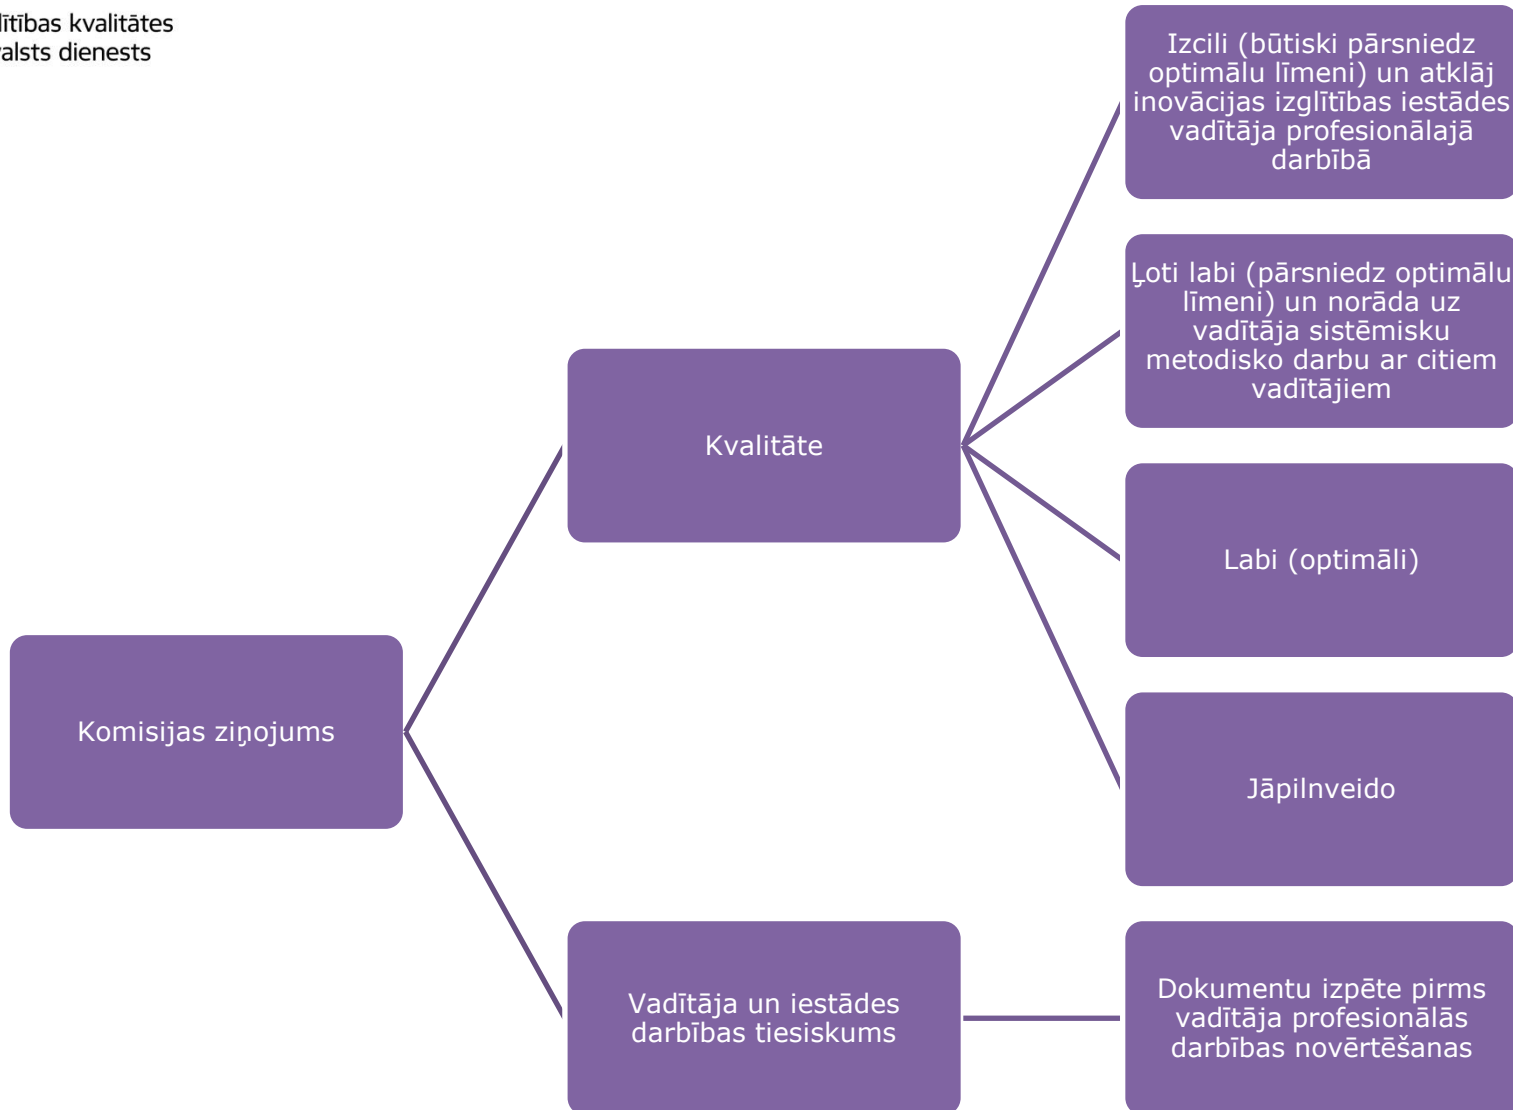 lītības kvalitātes
valsts dienests
Izcili (būtiski pārsniedz
optimālu līmeni) un atklāj
inovācijas izglītības iestādes
vadītāja profesionālajā
darbībā
Ļoti labi (pārsniedz optimālu
līmeni) un norāda uz
vadītāja sistēmisku
metodisko darbu ar citiem
vadītājiem
Kvalitāte
Labi (optimāli)
Komisijas ziņojums
Jāpilnveido
Vadītāja un iestādes
darbības tiesiskums
Dokumentu izpēte pirms
vadītāja profesionālās
darbības novērtēšanas